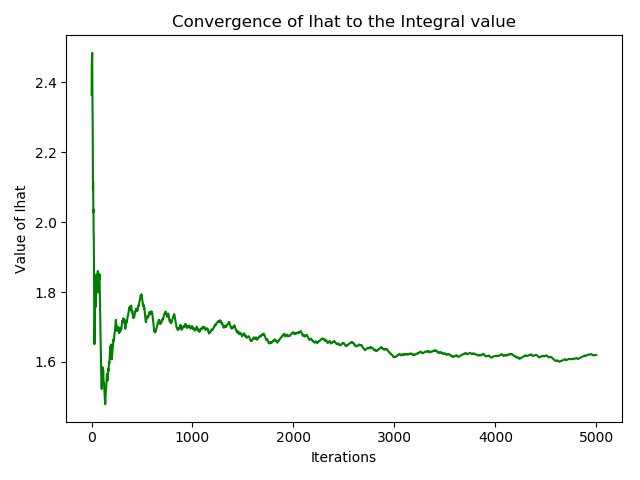 Convergence of Ihat to the Integral value
2.4
2.2
2.0
1.8
1.6
Value of Ihat
0 1000 2000 3000 4000 5000
Iterations